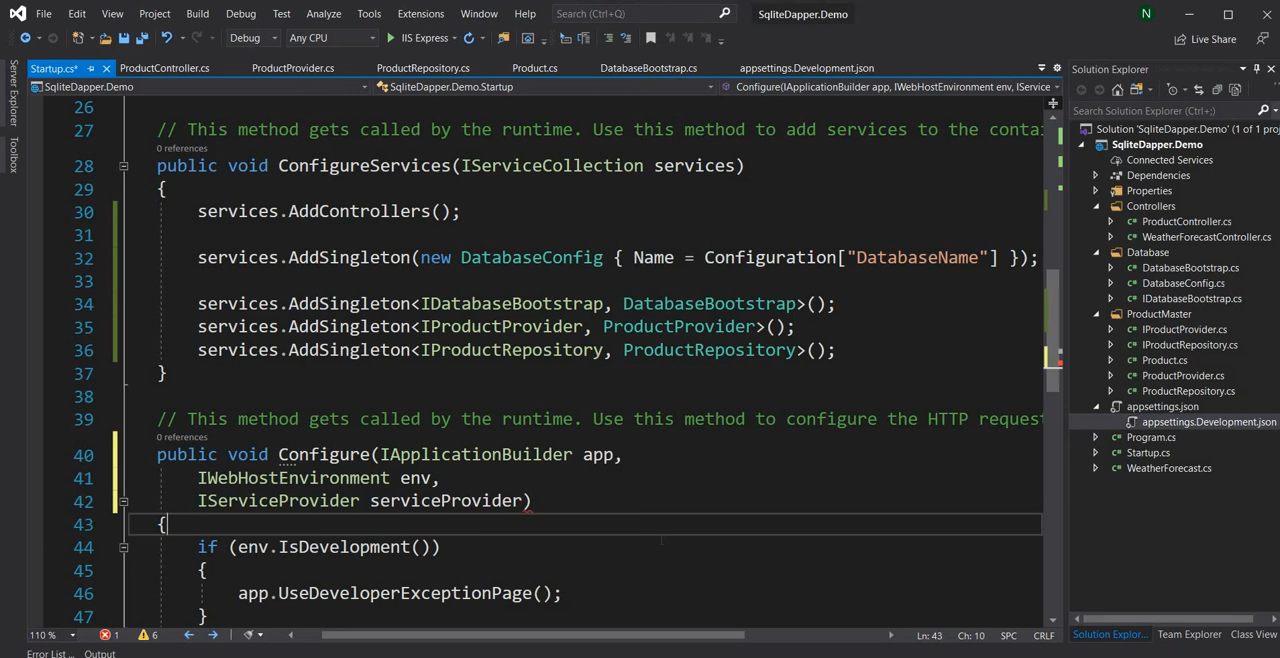 File Edit View Project Build Debug Test Analyze Tools Extensions Window Help Search (Ctrl+Q) SqliteDapper.Demo N
Debug Any CPU IIS Express Live Share
Server Explorer
Toolbox
Startup.cs* ProductController.cs ProductProvider.cs ProductRepository.cs Product.cs DatabaseBootstrap.cs appsettings.Development.json
SqliteDapper.Demo SqliteDapper.Demo.Startup Configure(IApplicationBuilder app, IWebHostEnvironment env, IService
26
27 // This method gets called by the runtime. Use this method to add services to the contai
0 references
28 public void ConfigureServices(IServiceCollection services)
29 {
30 services.AddControllers();
31
32 services.AddSingleton(new DatabaseConfig { Name = Configuration["DatabaseName"] });
33
34 services.AddSingleton<IDatabaseBootstrap, DatabaseBootstrap>();
35 services.AddSingleton<IProductProvider, ProductProvider>();
36 services.AddSingleton<IProductRepository, ProductRepository>();
37 }
38
39 // This method gets called by the runtime. Use this method to configure the HTTP request
0 references
40 public void Configure(IApplicationBuilder app,
41 IWebHostEnvironment env,
42 IServiceProvider serviceProvider)
43 {
44 if (env.IsDevelopment())
45 {
46 app.UseDeveloperExceptionPage();
47 }
110 % 1 6 Ln: 43 Ch: 10 SPC CRLF
Error List ... Output
Solution Explorer
Search Solution Explorer (Ctrl+;)
Solution 'SqliteDapper.Demo' (1 of 1 proj
SqliteDapper.Demo
Connected Services
Dependencies
Properties
Controllers
C# ProductController.cs
C# WeatherForecastController.cs
Database
C# DatabaseBootstrap.cs
C# DatabaseConfig.cs
C# IDatabaseBootstrap.cs
ProductMaster
C# IProductProvider.cs
C# IProductRepository.cs
C# Product.cs
C# ProductProvider.cs
C# ProductRepository.cs
appsettings.json
appsettings.Development.json
C# Program.cs
C# Startup.cs
C# WeatherForecast.cs
Solution Explor... Team Explorer Class View